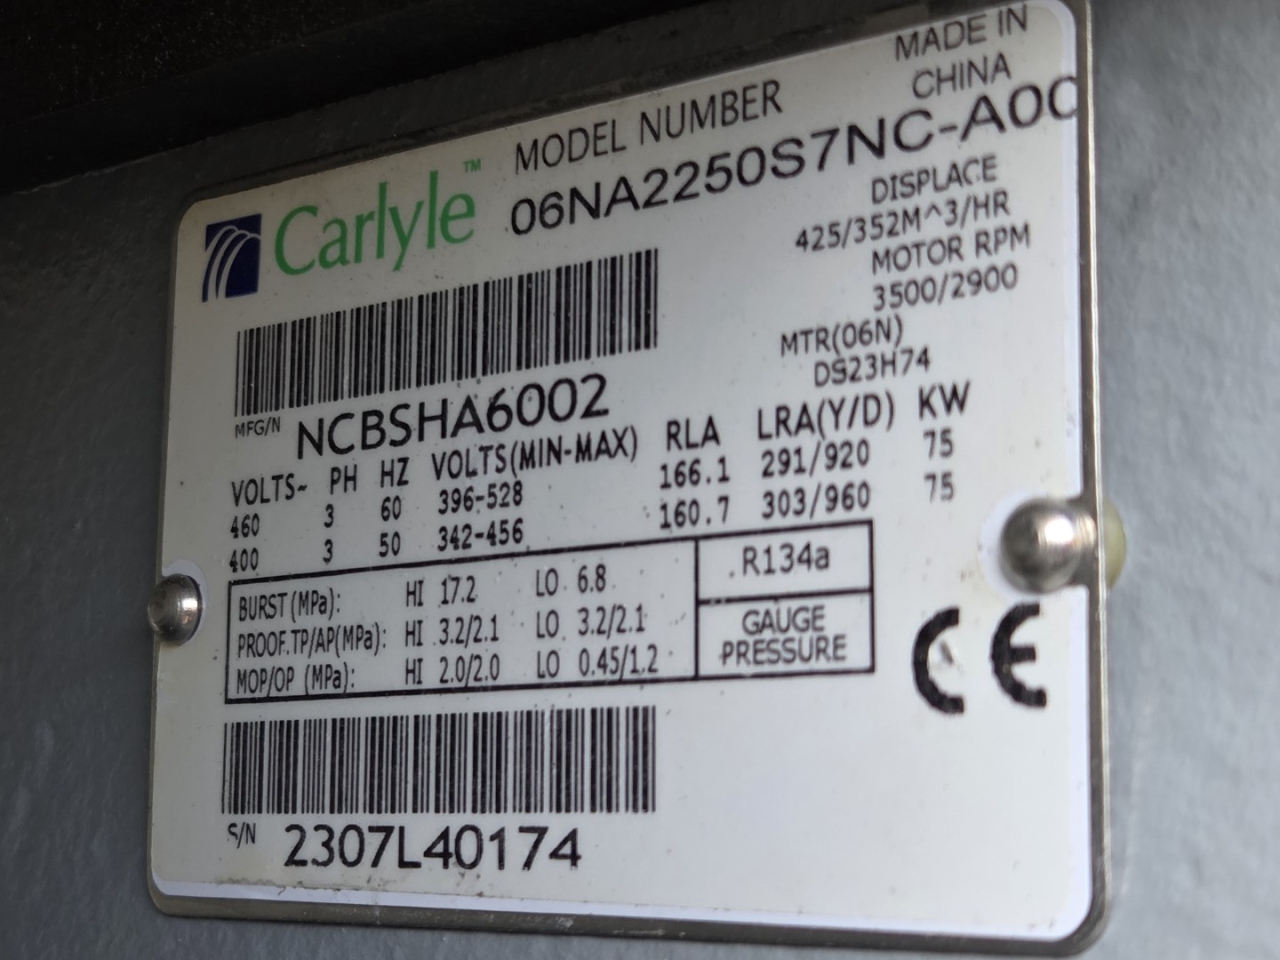 MADE IN
CHINA
MODEL NUMBER
Carlyle™ 06NA2250S7NC-A0C
DISPLACE
425/352M^3/HR
MOTOR RPM
3500/2900
MTR(06N)
DS23H74
MFG/N NCBSHA6002
VOLTS~ PH HZ VOLTS(MIN-MAX) RLA LRA(Y/D) KW
460 3 60 396-528 166.1 291/920 75
400 3 50 342-456 160.7 303/960 75
BURST(MPa): HI 17.2 LO 6.8
PROOF.TP/AP(MPa): HI 3.2/2.1 LO 3.2/2.1
MOP/OP (MPa): HI 2.0/2.0 LO 0.45/1.2
R134a
GAUGE
PRESSURE
CE
S/N 2307L40174